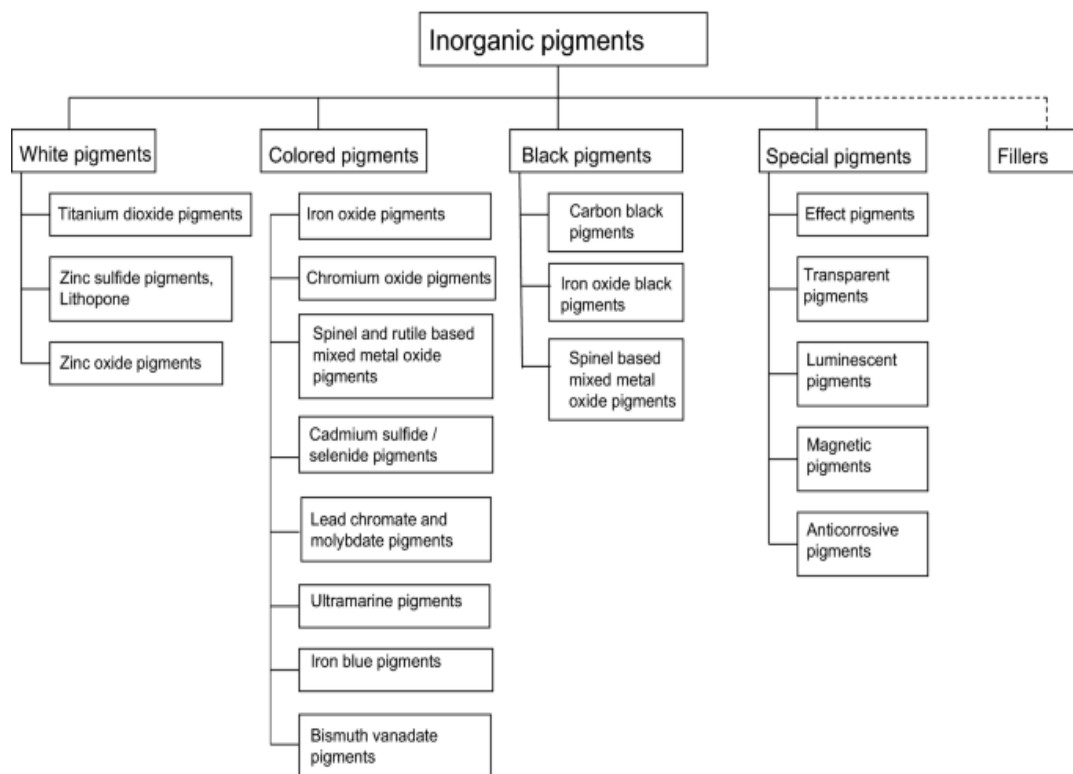 Inorganic pigments
White pigments
Colored pigments
Black pigments
Special pigments
Fillers
Titanium dioxide pigments
Zinc sulfide pigments,
Lithopone
Zinc oxide pigments
Iron oxide pigments
Chromium oxide pigments
Spinel and rutile based
mixed metal oxide
pigments
Cadmium sulfide /
selenide pigments
Lead chromate and
molybdate pigments
Ultramarine pigments
Iron blue pigments
Bismuth vanadate
pigments
Carbon black
pigments
Iron oxide black
pigments
Spinel based
mixed metal
oxide pigments
Effect pigments
Transparent
pigments
Luminescent
pigments
Magnetic
pigments
Anticorrosive
pigments